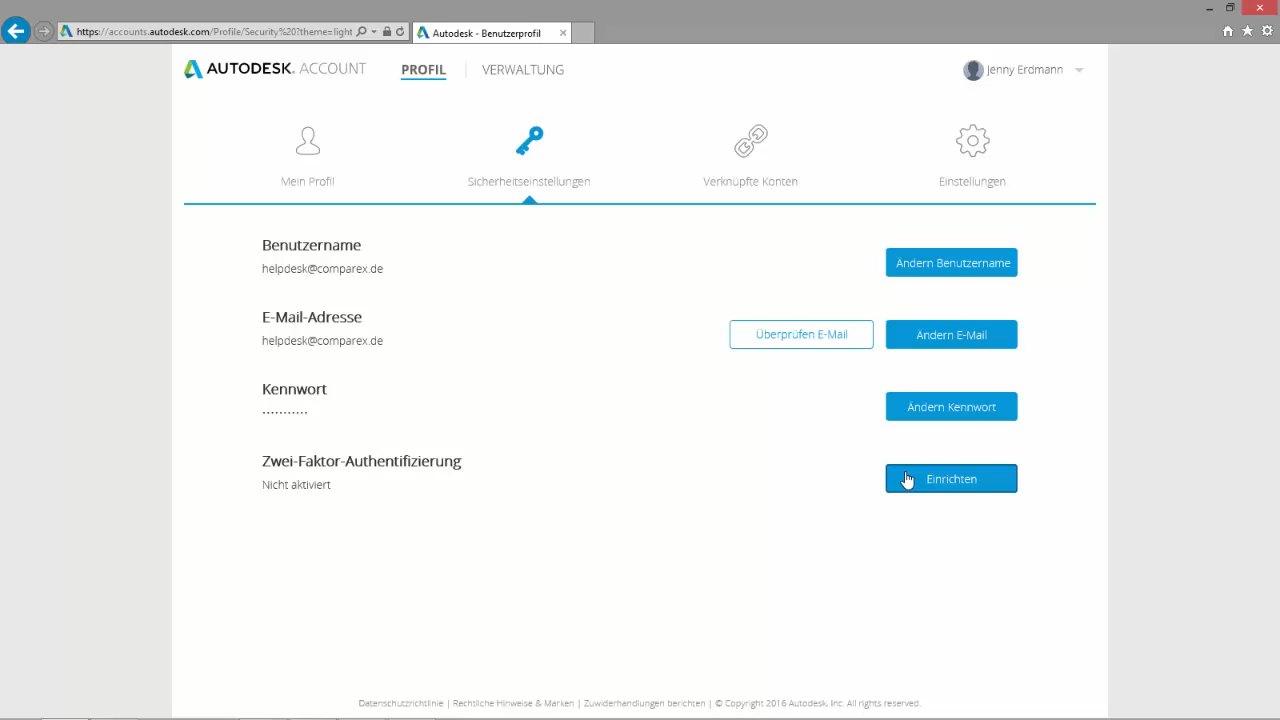 https://accounts.autodesk.com/Profile/Security%20?theme=light
Autodesk - Benutzerprofil
AUTODESK® ACCOUNT
PROFIL
VERWALTUNG
Jenny Erdmann
Mein Profil
Sicherheitseinstellungen
Verknüpfte Konten
Einstellungen
Benutzername
helpdesk@comparex.de
Ändern Benutzername
E-Mail-Adresse
helpdesk@comparex.de
Überprüfen E-Mail
Ändern E-Mail
Kennwort
···········
Ändern Kennwort
Zwei-Faktor-Authentifizierung
Nicht aktiviert
Einrichten
Datenschutzrichtlinie | Rechtliche Hinweise & Marken | Zuwiderhandlungen berichten | © Copyright 2016 Autodesk, Inc. All rights reserved.